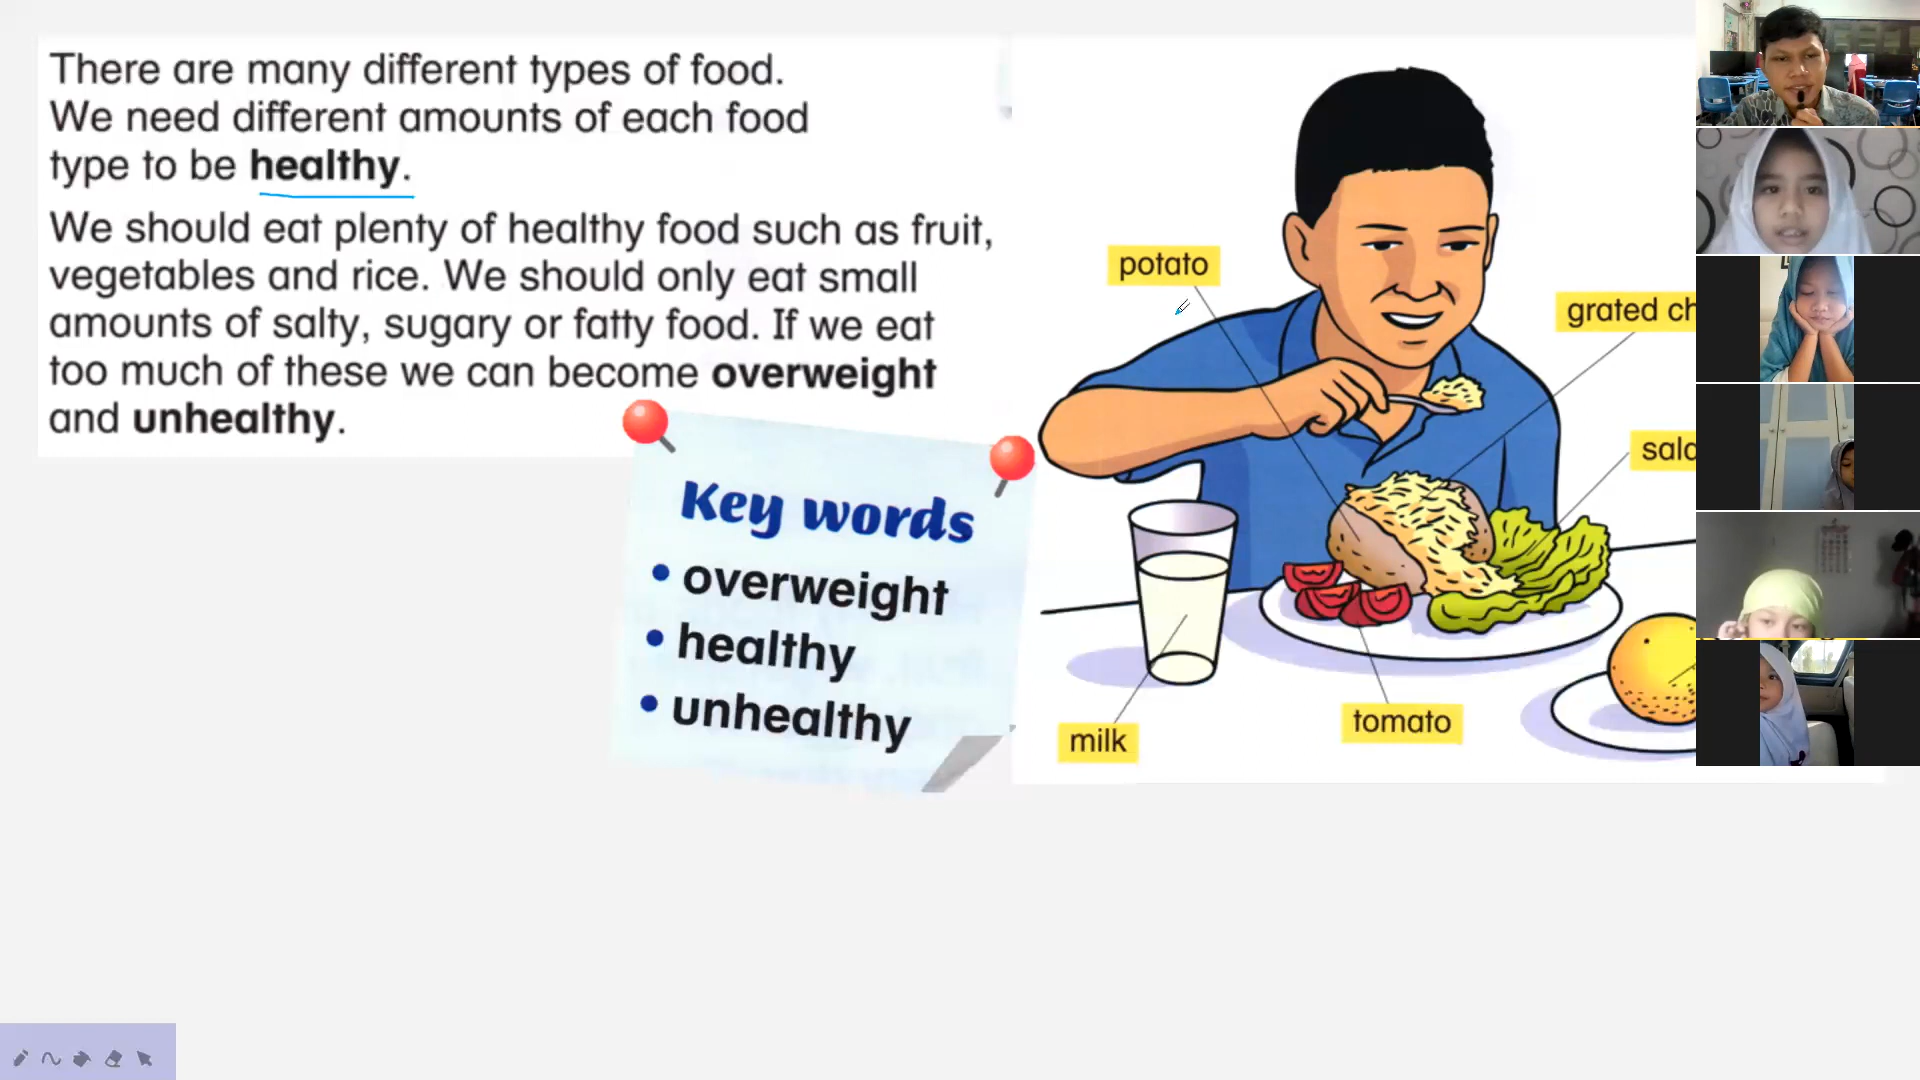 There are many different types of food.
We need different amounts of each food
type to be healthy.
We should eat plenty of healthy food such as fruit,
vegetables and rice. We should only eat small
amounts of salty, sugary or fatty food. If we eat
too much of these we can become overweight
and unhealthy.
Key words
• overweight
• healthy
• unhealthy
potato
grated
milk
tomato